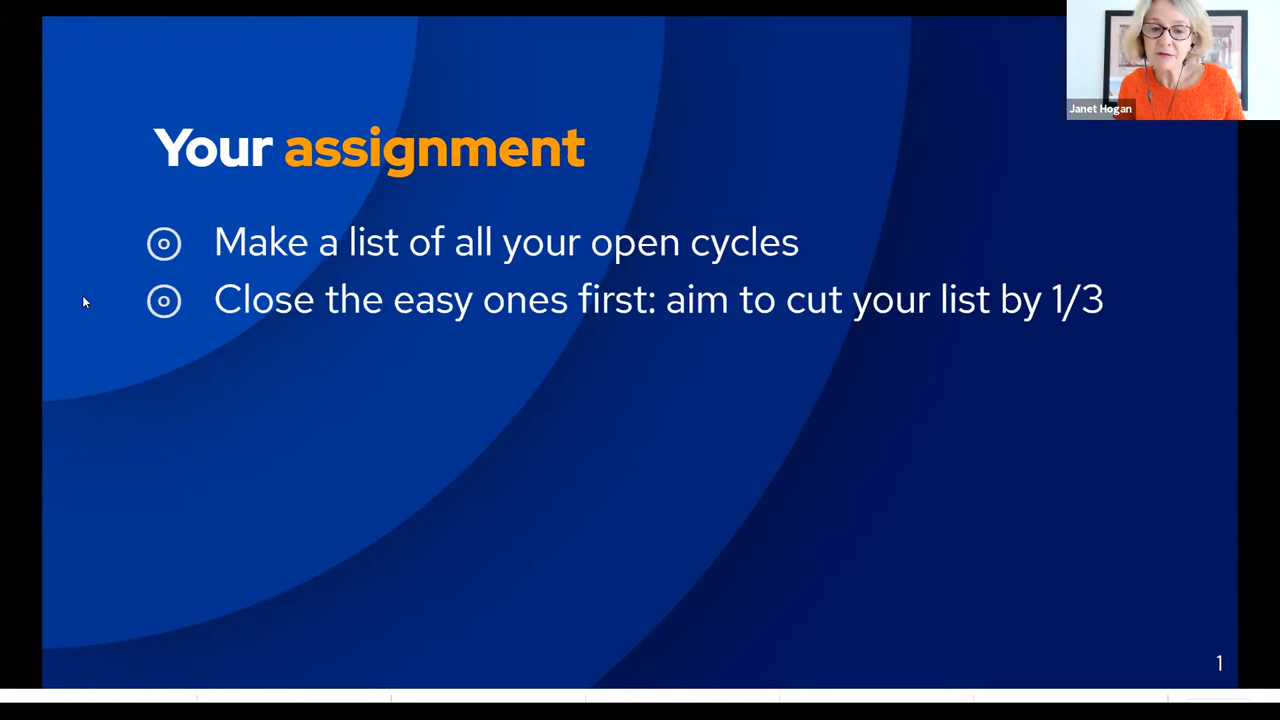 Janet Hogan
Your assignment
Make a list of all your open cycles
Close the easy ones first: aim to cut your list by 1/3
1